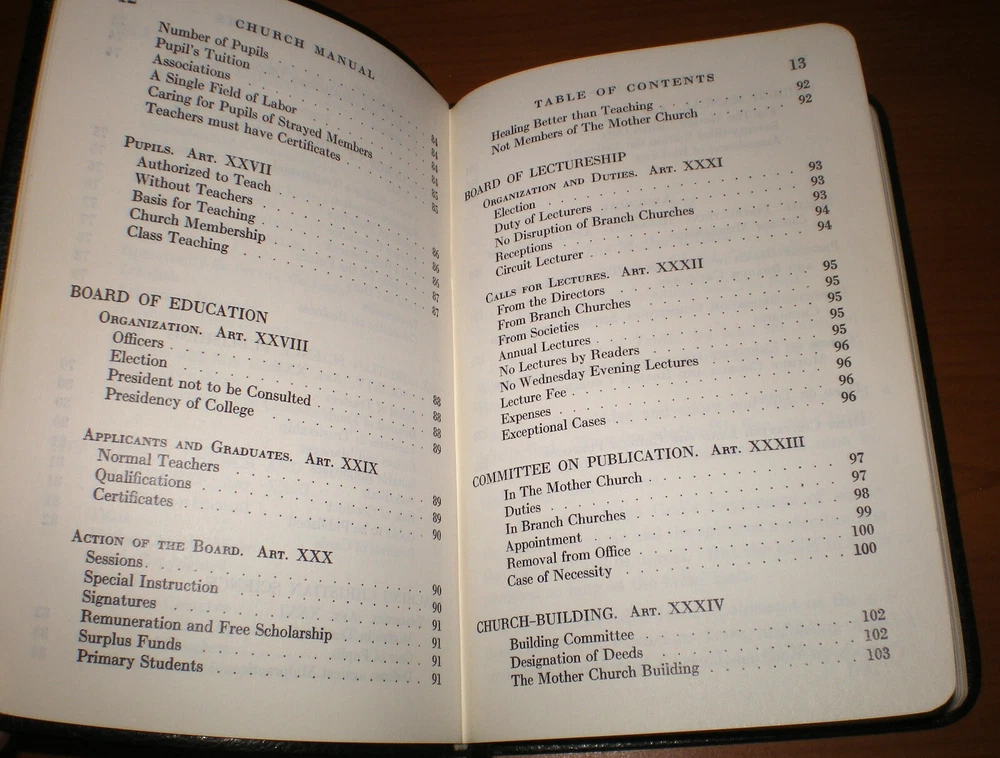 CHURCH MANUAL
Number of Pupils . . . . . 84
Pupil's Tuition . . . . . 84
Associations . . . . . 84
A Single Field of Labor . . . . . 84
Caring for Pupils of Strayed Members . . . . . 85
Teachers must have Certificates . . . . . 85
PUPILS. ART. XXVII
Authorized to Teach . . . . . 86
Without Teachers . . . . . 86
Basis for Teaching . . . . . 86
Church Membership . . . . . 87
Class Teaching . . . . . 87
BOARD OF EDUCATION
ORGANIZATION. ART. XXVIII
Officers . . . . . 88
Election . . . . . 88
President not to be Consulted . . . . . 88
Presidency of College . . . . . 89
APPLICANTS AND GRADUATES. ART. XXIX
Normal Teachers . . . . . 89
Qualifications . . . . . 89
Certificates . . . . . 90
ACTION OF THE BOARD. ART. XXX
Sessions . . . . . 90
Special Instruction . . . . . 90
Signatures . . . . . 91
Remuneration and Free Scholarship . . . . . 91
Surplus Funds . . . . . 91
Primary Students . . . . . 91
TABLE OF CONTENTS 13
Healing Better than Teaching . . . . . 92
Not Members of The Mother Church . . . . . 92
BOARD OF LECTURESHIP
ORGANIZATION AND DUTIES. ART. XXXI
Election . . . . . 93
Duty of Lecturers . . . . . 93
No Disruption of Branch Churches . . . . . 93
Receptions . . . . . 94
Circuit Lecturer . . . . . 94
CALLS FOR LECTURES. ART. XXXII
From the Directors . . . . . 95
From Branch Churches . . . . . 95
From Societies . . . . . 95
Annual Lectures . . . . . 95
No Lectures by Readers . . . . . 95
No Wednesday Evening Lectures . . . . . 96
Lecture Fee . . . . . 96
Expenses . . . . . 96
Exceptional Cases . . . . . 96
COMMITTEE ON PUBLICATION. ART. XXXIII
In The Mother Church . . . . . 97
Duties . . . . . 97
In Branch Churches . . . . . 98
Appointment . . . . . 99
Removal from Office . . . . . 100
Case of Necessity . . . . . 100
CHURCH-BUILDING. ART. XXXIV
Building Committee . . . . . 102
Designation of Deeds . . . . . 102
The Mother Church Building . . . . . 103